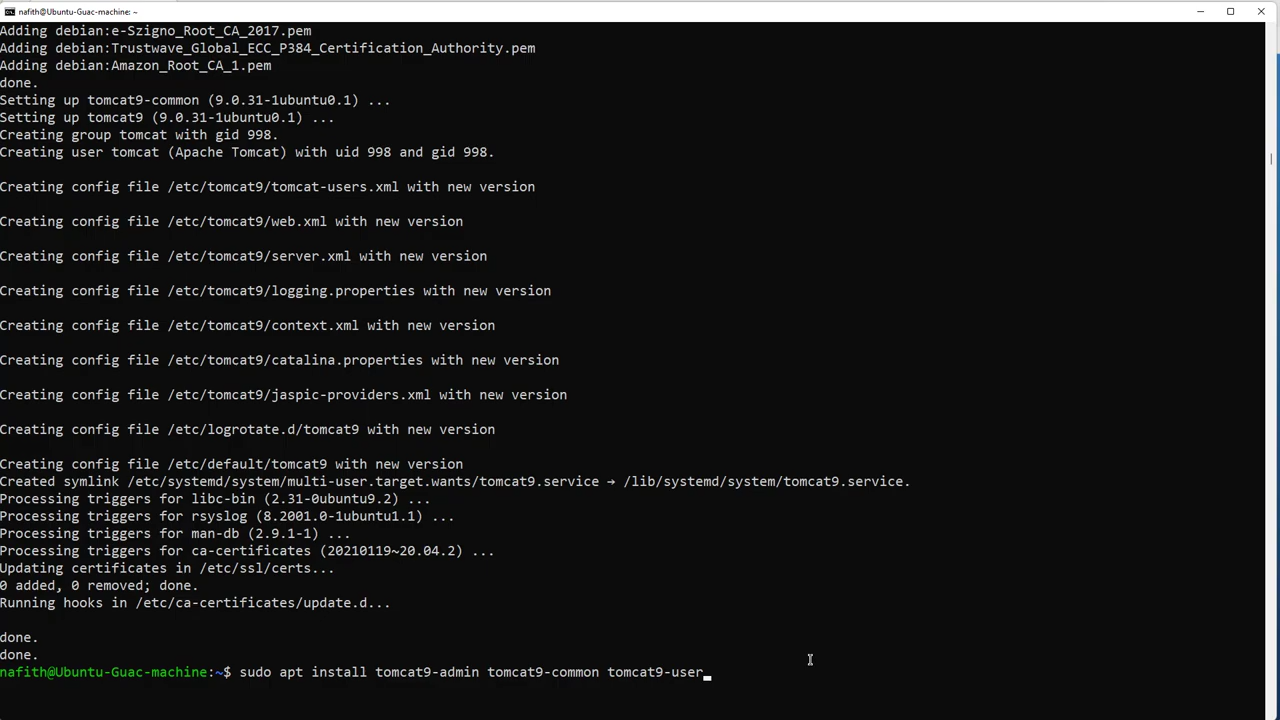 nafith@Ubuntu-Guac-machine: ~
Adding debian:e-Szigno_Root_CA_2017.pem
Adding debian:Trustwave_Global_ECC_P384_Certification_Authority.pem
Adding debian:Amazon_Root_CA_1.pem
done.
Setting up tomcat9-common (9.0.31-1ubuntu0.1) ...
Setting up tomcat9 (9.0.31-1ubuntu0.1) ...
Creating group tomcat with gid 998.
Creating user tomcat (Apache Tomcat) with uid 998 and gid 998.
Creating config file /etc/tomcat9/tomcat-users.xml with new version
Creating config file /etc/tomcat9/web.xml with new version
Creating config file /etc/tomcat9/server.xml with new version
Creating config file /etc/tomcat9/logging.properties with new version
Creating config file /etc/tomcat9/context.xml with new version
Creating config file /etc/tomcat9/catalina.properties with new version
Creating config file /etc/tomcat9/jaspic-providers.xml with new version
Creating config file /etc/logrotate.d/tomcat9 with new version
Creating config file /etc/default/tomcat9 with new version
Created symlink /etc/systemd/system/multi-user.target.wants/tomcat9.service → /lib/systemd/system/tomcat9.service.
Processing triggers for libc-bin (2.31-0ubuntu9.2) ...
Processing triggers for rsyslog (8.2001.0-1ubuntu1.1) ...
Processing triggers for man-db (2.9.1-1) ...
Processing triggers for ca-certificates (20210119~20.04.2) ...
Updating certificates in /etc/ssl/certs...
0 added, 0 removed; done.
Running hooks in /etc/ca-certificates/update.d...
done.
done.
nafith@Ubuntu-Guac-machine:~$ sudo apt install tomcat9-admin tomcat9-common tomcat9-user